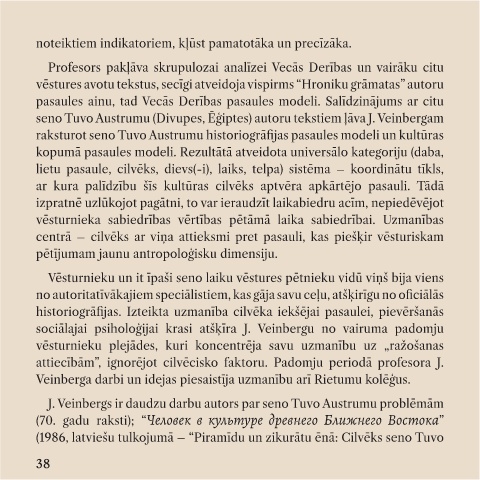 noteiktiem indikatoriem, kļūst pamatotāka un precīzāka.
Profesors pakļāva skrupulozai analīzei Vecās Derības un vairāku citu
vēstures avotu tekstus, secīgi atveidoja vispirms “Hroniku grāmatas” autoru
pasaules ainu, tad Vecās Derības pasaules modeli. Salīdzinājums ar citu
seno Tuvo Austrumu (Divupes, Ēģiptes) autoru tekstiem ļāva J. Veinbergam
raksturot seno Tuvo Austrumu historiogrāfijas pasaules modeli un kultūras
kopumā pasaules modeli. Rezultātā atveidota universālo kategoriju (daba,
lietu pasaule, cilvēks, dievs(-i), laiks, telpa) sistēma – koordinātu tīkls,
ar kura palīdzību šīs kultūras cilvēks aptvēra apkārtējo pasauli. Tādā
izpratnē uzlūkojot pagātni, to var ieraudzīt laikabiedru acīm, nepiedēvējot
vēsturnieka sabiedrības vērtības pētāmā laika sabiedrībai. Uzmanības
centrā – cilvēks ar viņa attieksmi pret pasauli, kas piešķir vēsturiskam
pētījumam jaunu antropoloģisku dimensiju.
Vēsturnieku un it īpaši seno laiku vēstures pētnieku vidū viņš bija viens
no autoritatīvākajiem speciālistiem, kas gāja savu ceļu, atšķirīgu no oficiālās
historiogrāfijas. Izteikta uzmanība cilvēka iekšējai pasaulei, pievēršanās
sociālajai psiholoģijai krasi atšķīra J. Veinbergu no vairuma padomju
vēsturnieku plejādes, kuri koncentrēja savu uzmanību uz „ražošanas
attiecībām”, ignorējot cilvēcisko faktoru. Padomju periodā profesora J.
Veinberga darbi un idejas piesaistīja uzmanību arī Rietumu kolēģus.
J. Veinbergs ir daudzu darbu autors par seno Tuvo Austrumu problēmām
(70. gadu raksti); “Человек в культуре древнего Ближнего Востока”
(1986, latviešu tulkojumā – “Piramīdu un zikurātu ēnā: Cilvēks seno Tuvo
38